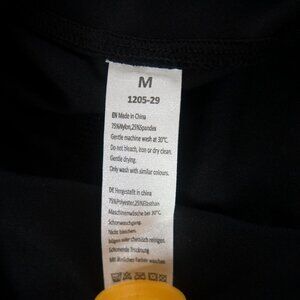 M
1205-29
EN Made in China
75%Nylon,25%Spandex
Gentle machine wash at 30℃.
Do not bleach, iron or dry clean.
Gentle drying.
Only wash with similar colours.
DE Hergestellt in china
75%Polyester,25%Elasthan
Maschinenwäsche bei 30℃.
Schonwaschgang.
Nicht bleichen.
bügeln oder chemisch reinigen.
Schonende Trocknung
Mit ähnlichen Farben waschen